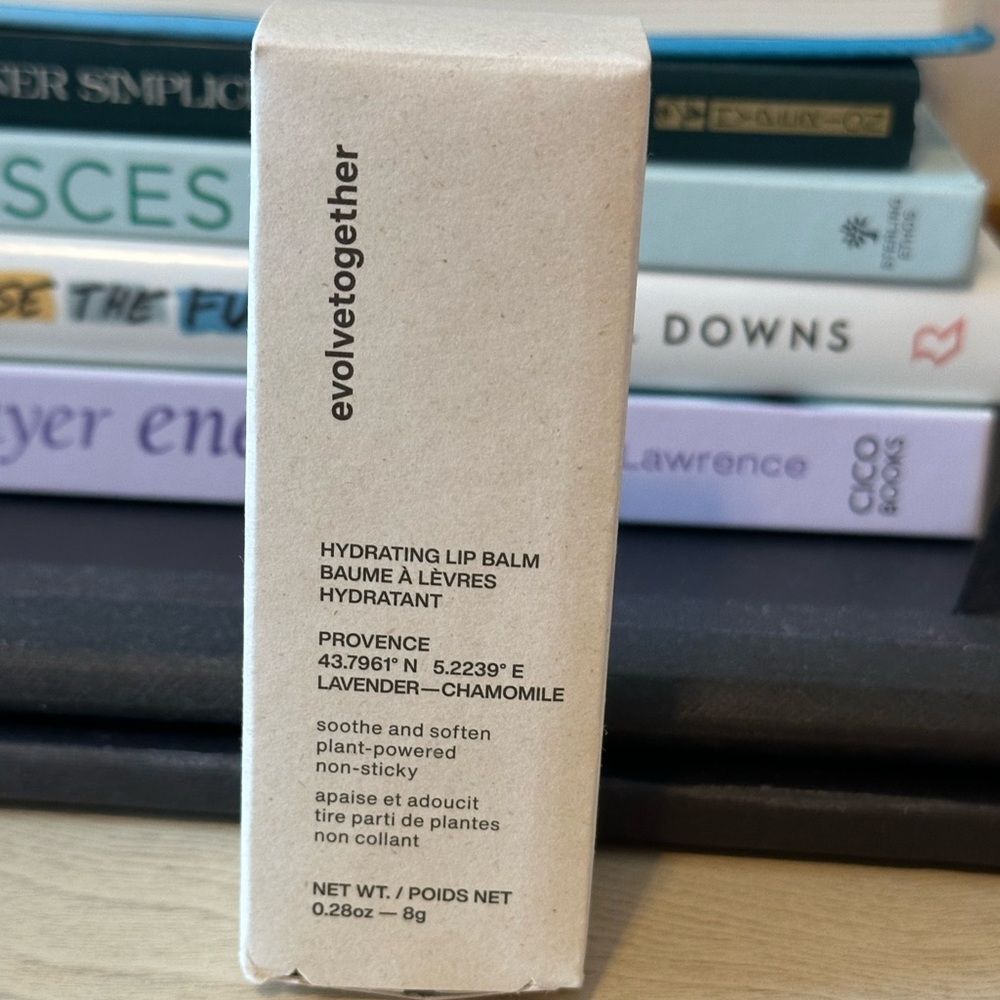 evolvetogether
HYDRATING LIP BALM
BAUME À LÈVRES
HYDRATANT
PROVENCE
43.7961° N 5.2239° E
LAVENDER—CHAMOMILE
soothe and soften
plant-powered
non-sticky
apaise et adoucit
tire parti de plantes
non collant
NET WT. / POIDS NET
0.28oz — 8g
SCES
STERLING
ETHOS
THE
DOWNS
Lawrence
CICO
BOOKS